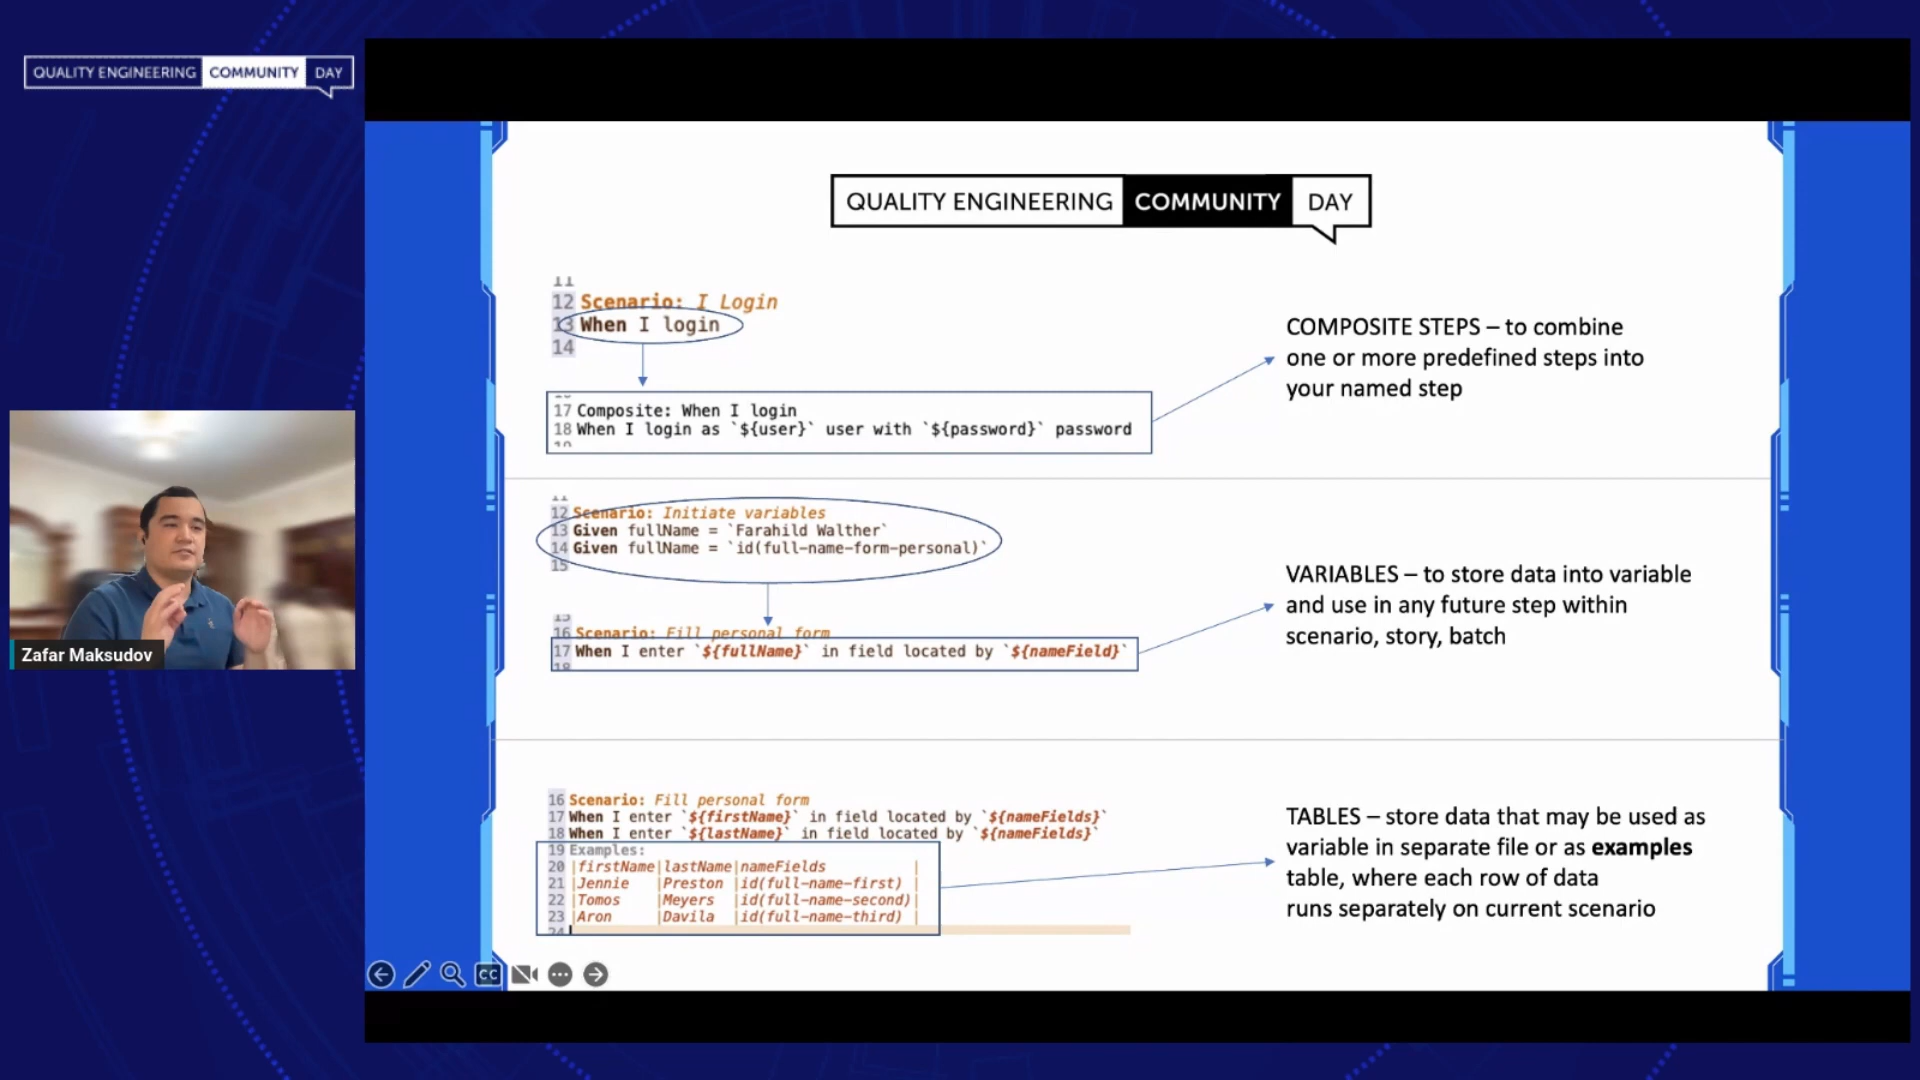 QUALITY ENGINEERING COMMUNITY DAY
QUALITY ENGINEERING COMMUNITY DAY
11
12 Scenario: I Login
13 When I login
14
17 Composite: When I login
18 When I login as `${user}` user with `${password}` password
COMPOSITE STEPS – to combine
one or more predefined steps into
your named step
12 Scenario: Initiate variables
13 Given fullName = `Farahild Walther`
14 Given fullName = `id(full-name-form-personal)`
15
16 Scenario: Fill personal form
17 When I enter `${fullName}` in field located by `${nameField}`
18
VARIABLES – to store data into variable
and use in any future step within
scenario, story, batch
16 Scenario: Fill personal form
17 When I enter `${firstName}` in field located by `${nameFields}`
18 When I enter `${lastName}` in field located by `${nameFields}`
19 Examples:
20 |firstName|lastName|nameFields |
21 |Jennie |Preston |id(full-name-first) |
22 |Tomos |Meyers |id(full-name-second)|
23 |Aron |Davila |id(full-name-third) |
24
TABLES – store data that may be used as
variable in separate file or as examples
table, where each row of data
runs separately on current scenario
Zafar Maksudov
CC